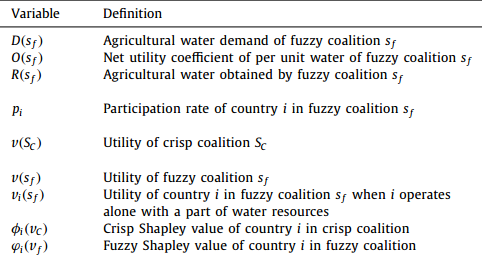 Variable Definition
D(s_f) Agricultural water demand of fuzzy coalition s_f
O(s_f) Net utility coefficient of per unit water of fuzzy coalition s_f
R(s_f) Agricultural water obtained by fuzzy coalition s_f
p_i Participation rate of country i in fuzzy coalition s_f
v(S_C) Utility of crisp coalition S_C
v(s_f) Utility of fuzzy coalition s_f
v_i(s_f) Utility of country i in fuzzy coalition s_f when i operates
alone with a part of water resources
ϕ_i(v_C) Crisp Shapley value of country i in crisp coalition
φ_i(v_f) Fuzzy Shapley value of country i in fuzzy coalition